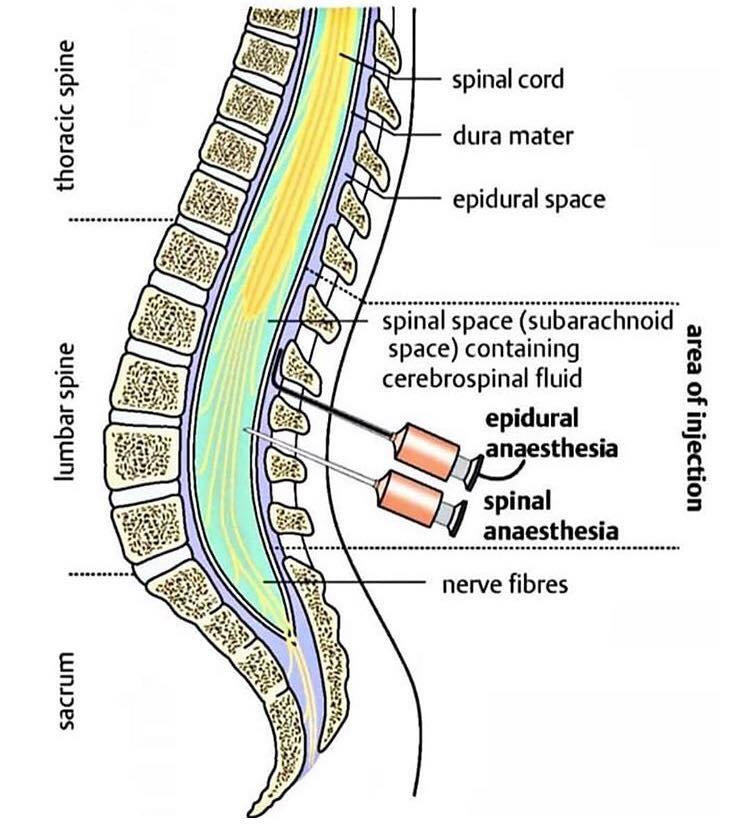 thoracic spine
spinal cord
dura mater
epidural space
spinal space (subarachnoid
space) containing
cerebrospinal fluid
area of injection
lumbar spine
epidural
anaesthesia
spinal
anaesthesia
nerve fibres
sacrum